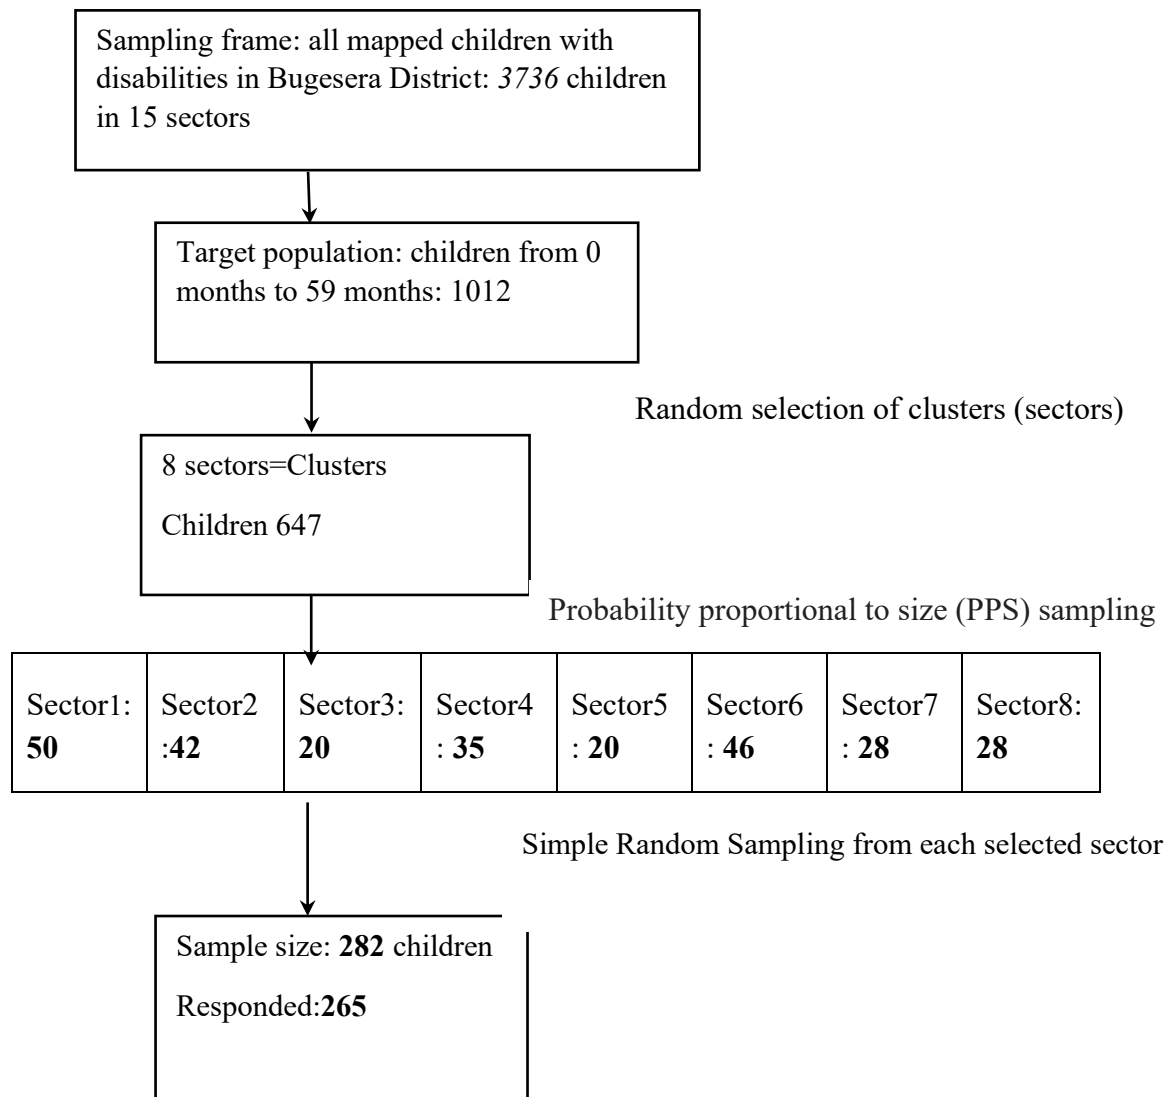 Sampling frame: all mapped children with
disabilities in Bugesera District: 3736 children
in 15 sectors
Target population: children from 0
months to 59 months: 1012
Random selection of clusters (sectors)
8 sectors=Clusters
Children 647
Probability proportional to size (PPS) sampling
Sector1:
50
Sector2
:42
Sector3:
20
Sector4
: 35
Sector5
: 20
Sector6
: 46
Sector7
: 28
Sector8:
28
Simple Random Sampling from each selected sector
Sample size: 282 children
Responded:265